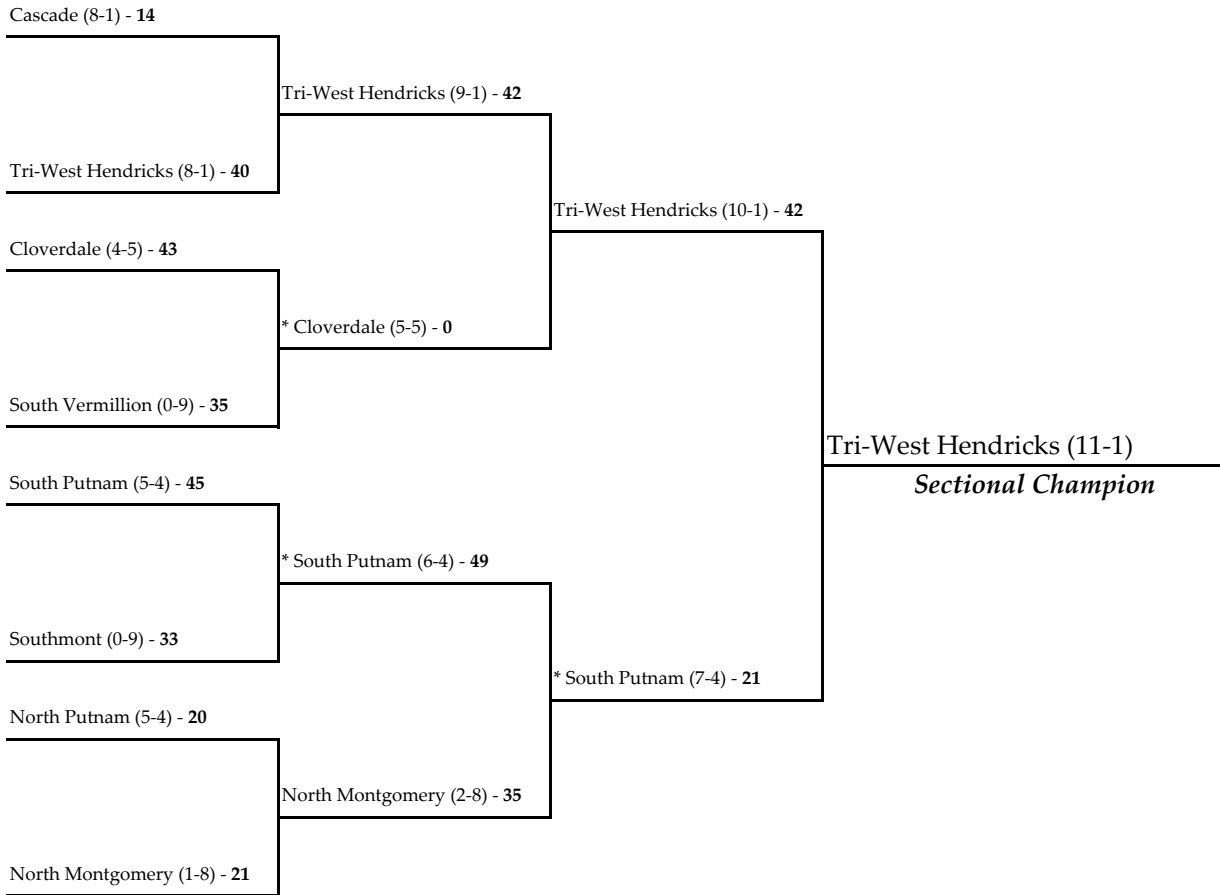 Cascade (8-1) - 14
Tri-West Hendricks (9-1) - 42
Tri-West Hendricks (8-1) - 40
Tri-West Hendricks (10-1) - 42
Cloverdale (4-5) - 43
* Cloverdale (5-5) - 0
South Vermillion (0-9) - 35
Tri-West Hendricks (11-1)
Sectional Champion
South Putnam (5-4) - 45
* South Putnam (6-4) - 49
Southmont (0-9) - 33
* South Putnam (7-4) - 21
North Putnam (5-4) - 20
North Montgomery (2-8) - 35
North Montgomery (1-8) - 21